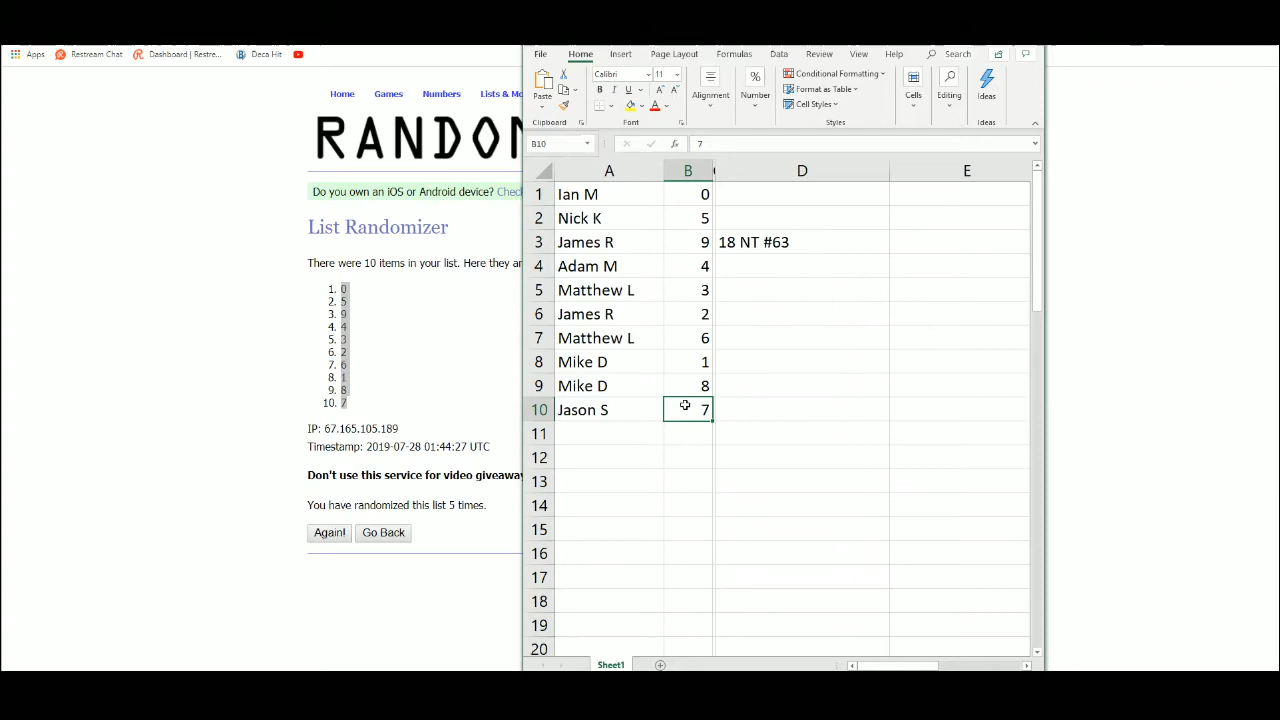 Apps Restream Chat Dashboard | Restre... Deca Hit
Home Games Numbers Lists & Mo
RANDOM
Do you own an iOS or Android device? Check
List Randomizer
There were 10 items in your list. Here they ar
1. 0
2. 5
3. 9
4. 4
5. 3
6. 2
7. 6
8. 1
9. 8
10. 7
IP: 67.165.105.189
Timestamp: 2019-07-28 01:44:27 UTC
Don't use this service for video giveaway
You have randomized this list 5 times.
Again! Go Back
File Home Insert Page Layout Formulas Data Review View Help Search
Calibri 11
Paste
B I U
Alignment
Number
Conditional Formatting
Format as Table
Cell Styles
Cells
Editing
Ideas
Clipboard Font Styles Ideas
B10 fx 7
A B D E
1 Ian M 0
2 Nick K 5
3 James R 9 18 NT #63
4 Adam M 4
5 Matthew L 3
6 James R 2
7 Matthew L 6
8 Mike D 1
9 Mike D 8
10 Jason S 7
11
12
13
14
15
16
17
18
19
20
Sheet1